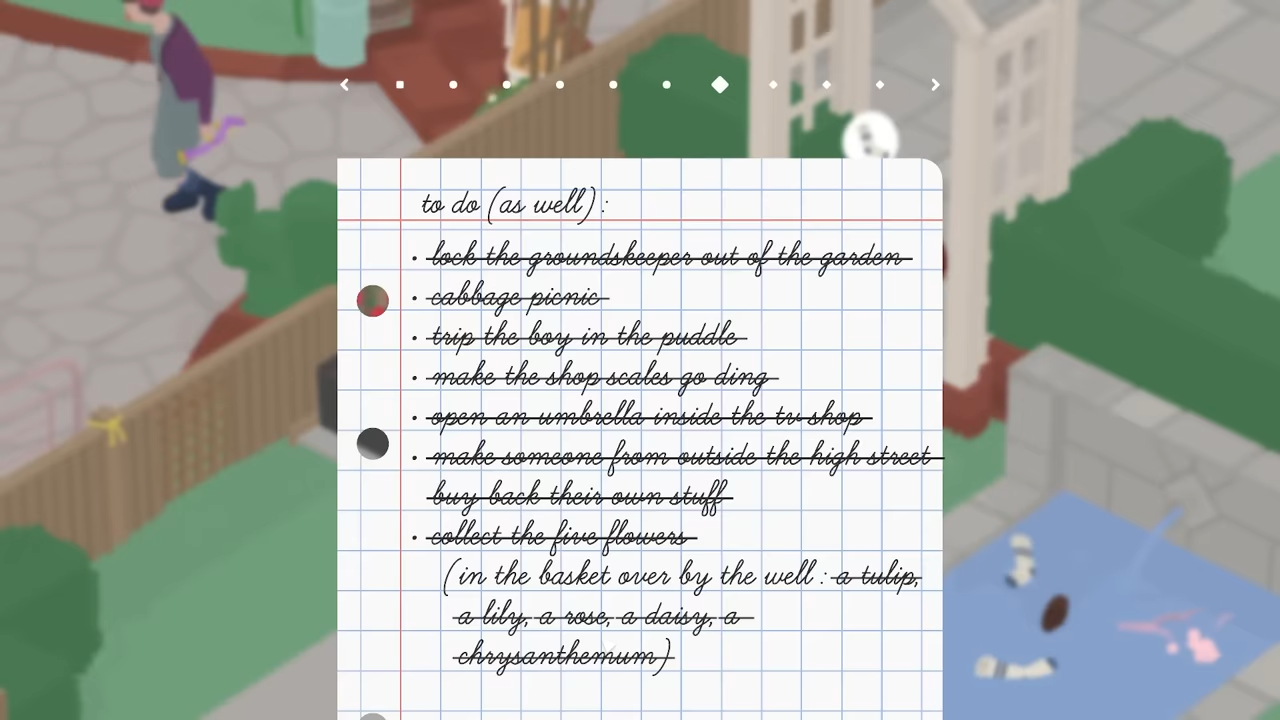 to do (as well) :
• lock the groundskeeper out of the garden
• cabbage picnic
• trip the boy in the puddle
• make the shop scales go ding
• open an umbrella inside the tv shop
• make someone from outside the high street
buy back their own stuff
• collect the five flowers
(in the basket over by the well : a tulip,
a lily, a rose, a daisy, a
chrysanthemum)